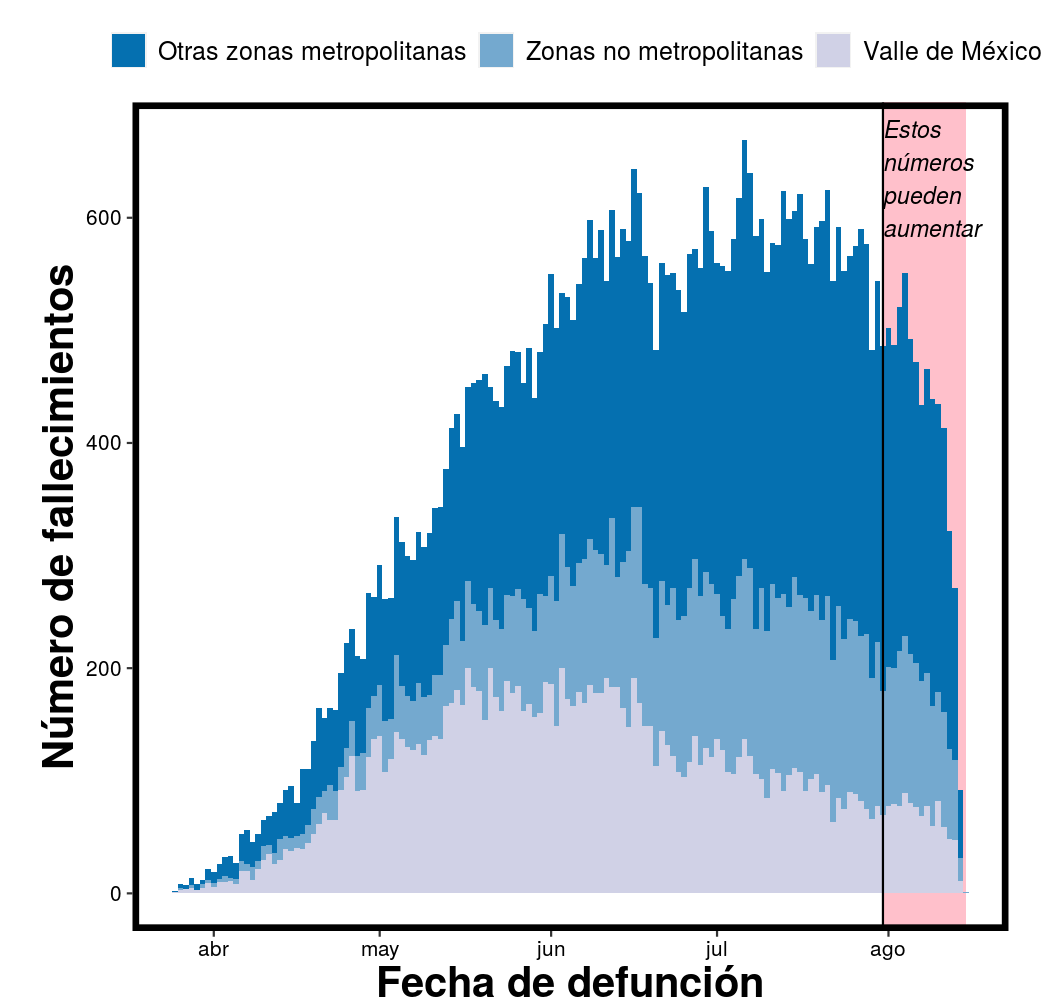 Otras zonas metropolitanas Zonas no metropolitanas Valle de México
Estos
números
pueden
aumentar
600
400
200
0
Número de fallecimientos
abr may jun jul ago
Fecha de defunción